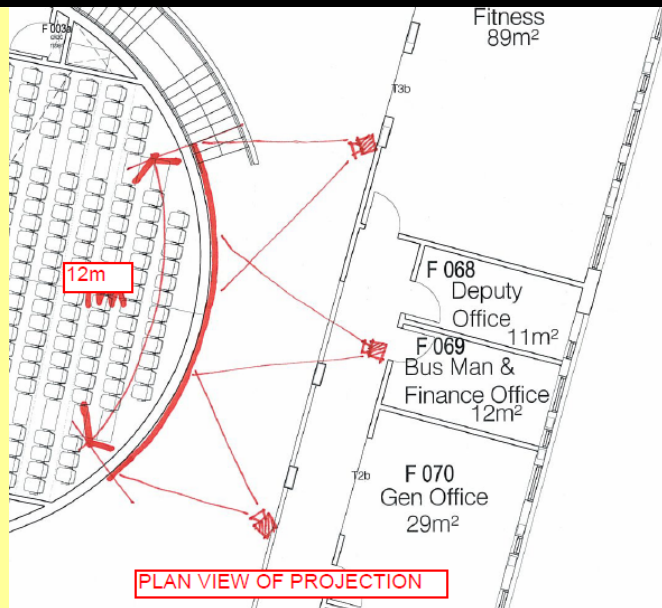 Fitness
89m²
F 003a
T3b
12m
F 068
Deputy
Office
11m²
F 069
Bus Man &
Finance Office
12m²
F 070
Gen Office
29m²
T2b
PLAN VIEW OF PROJECTION